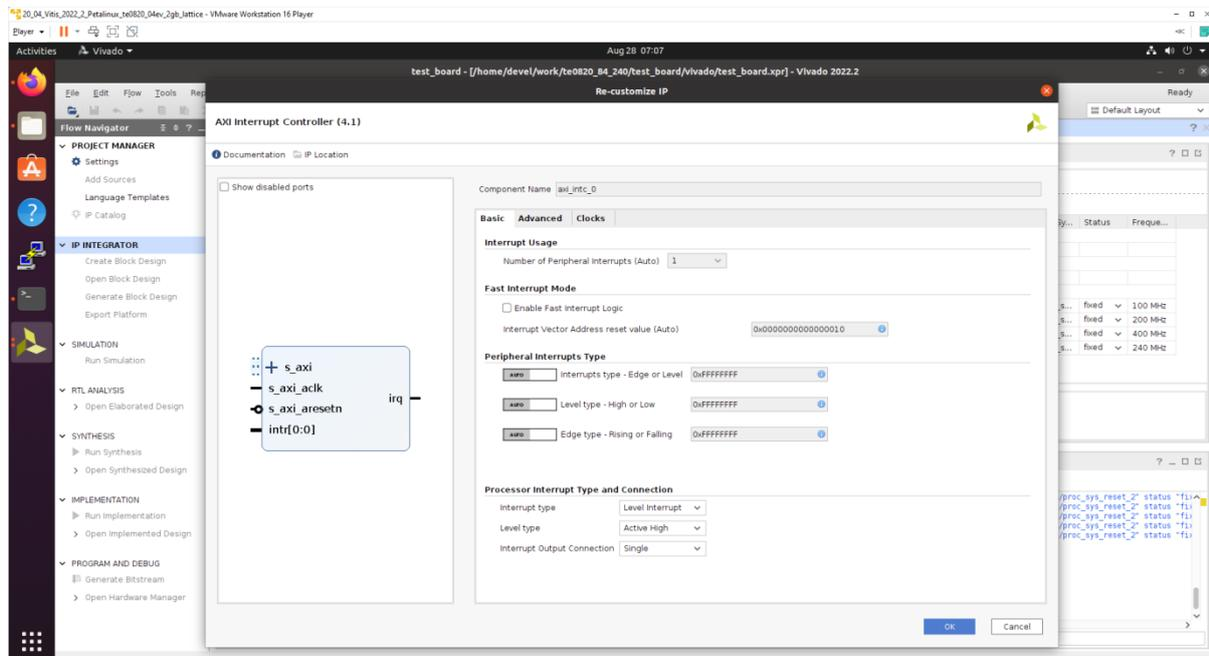 20_04_Vitis_2022_2_Petalinux_te0820_04ev_2gb_lattice - VMware Workstation 16 Player
Player
Activities
Vivado
Aug 28 07:07
test_board - [/home/devel/work/te0820_84_240/test_board/vivado/test_board.xpr] - Vivado 2022.2
File Edit Flow Tools Rep
Re-customize IP
Ready
Default Layout
Flow Navigator
PROJECT MANAGER
Settings
Add Sources
Language Templates
IP Catalog
IP INTEGRATOR
Create Block Design
Open Block Design
Generate Block Design
Export Platform
SIMULATION
Run Simulation
RTL ANALYSIS
Open Elaborated Design
SYNTHESIS
Run Synthesis
Open Synthesized Design
IMPLEMENTATION
Run Implementation
Open Implemented Design
PROGRAM AND DEBUG
Generate Bitstream
Open Hardware Manager
AXI Interrupt Controller (4.1)
Documentation IP Location
Show disabled ports
s_axi
s_axi_aclk
s_axi_aresetn
intr[0:0]
irq
Component Name axi_intc_0
Basic Advanced Clocks
Interrupt Usage
Number of Peripheral Interrupts (Auto) 1
Fast Interrupt Mode
Enable Fast Interrupt Logic
Interrupt Vector Address reset value (Auto) 0x0000000000000010
Peripheral Interrupts Type
AUTO Interrupts type - Edge or Level 0xFFFFFFFF
AUTO Level type - High or Low 0xFFFFFFFF
AUTO Edge type - Rising or Falling 0xFFFFFFFF
Processor Interrupt Type and Connection
Interrupt type Level Interrupt
Level type Active High
Interrupt Output Connection Single
OK Cancel
Sy... Status Freque...
s... fixed 100 MHz
s... fixed 200 MHz
s... fixed 400 MHz
s... fixed 240 MHz
/proc_sys_reset_2" status "fix
/proc_sys_reset_2" status "fix
/proc_sys_reset_2" status "fix
/proc_sys_reset_2" status "fix
/proc_sys_reset_2" status "fix